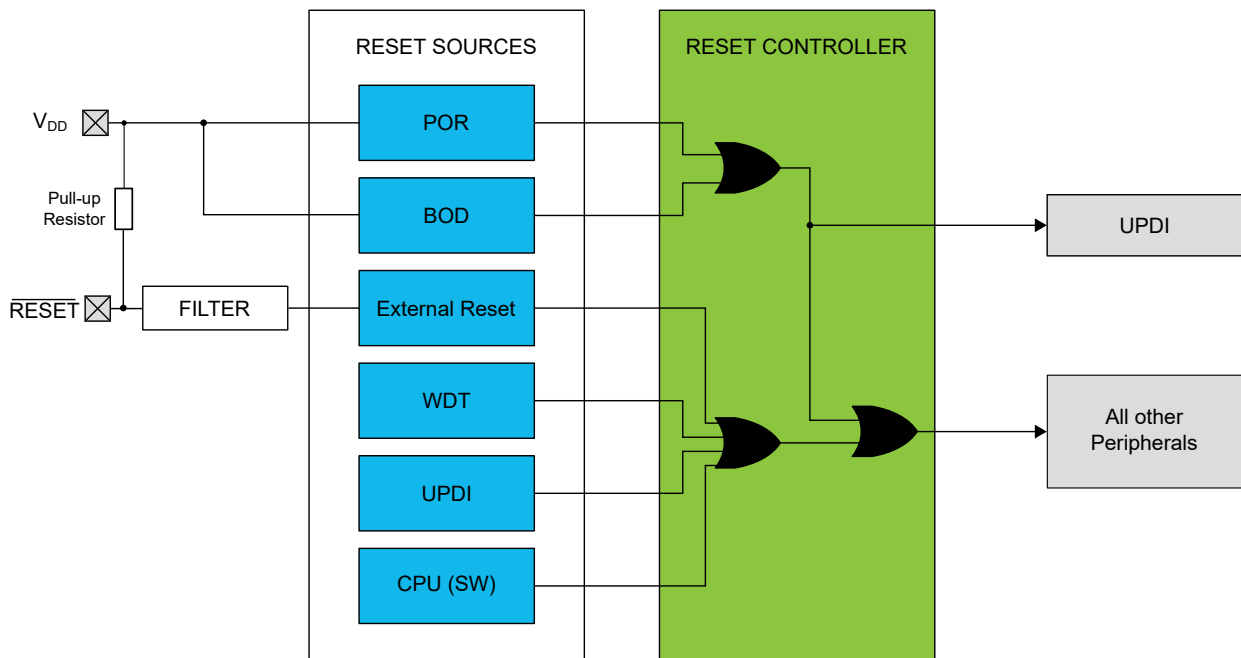 RESET SOURCES
RESET CONTROLLER
V_DD
POR
Pull-up
Resistor
BOD
UPDI
RESET
FILTER
External Reset
WDT
All other
Peripherals
UPDI
CPU (SW)